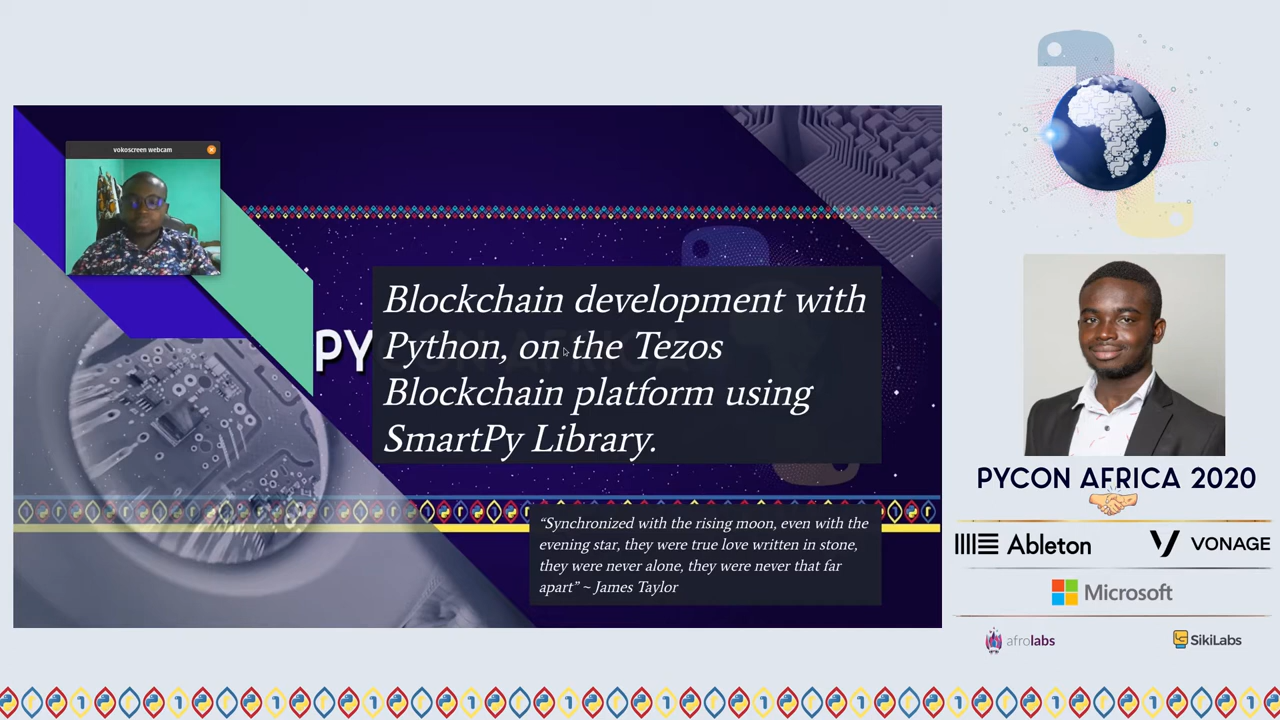 vokoscreen webcam
PY
Blockchain development with
Python, on the Tezos
Blockchain platform using
SmartPy Library.
“Synchronized with the rising moon, even with the
evening star, they were true love written in stone,
they were never alone, they were never that far
apart” ~ James Taylor
PYCON AFRICA 2020
Ableton
VONAGE
Microsoft
afrolabs
SikiLabs